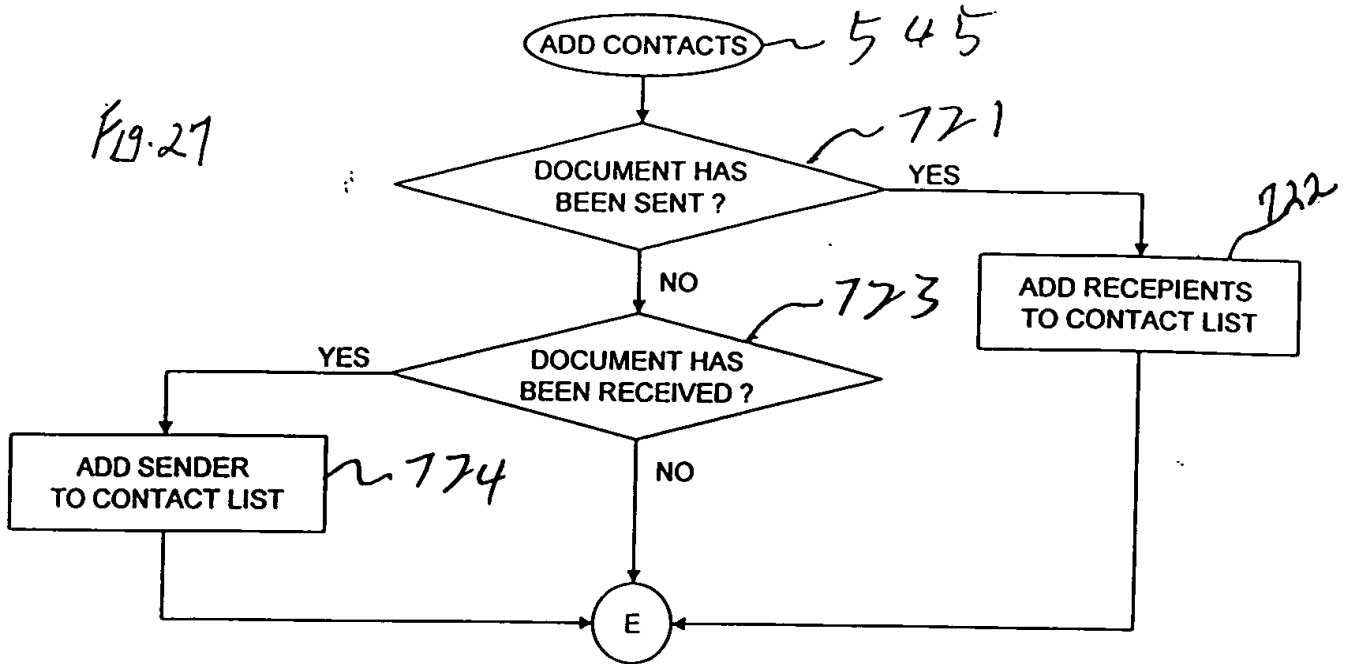 ADD CONTACTS
545
Fig. 27
721
DOCUMENT HAS
BEEN SENT ?
YES
722
NO
ADD RECEPIENTS
TO CONTACT LIST
723
YES
DOCUMENT HAS
BEEN RECEIVED ?
ADD SENDER
TO CONTACT LIST
724
NO
E